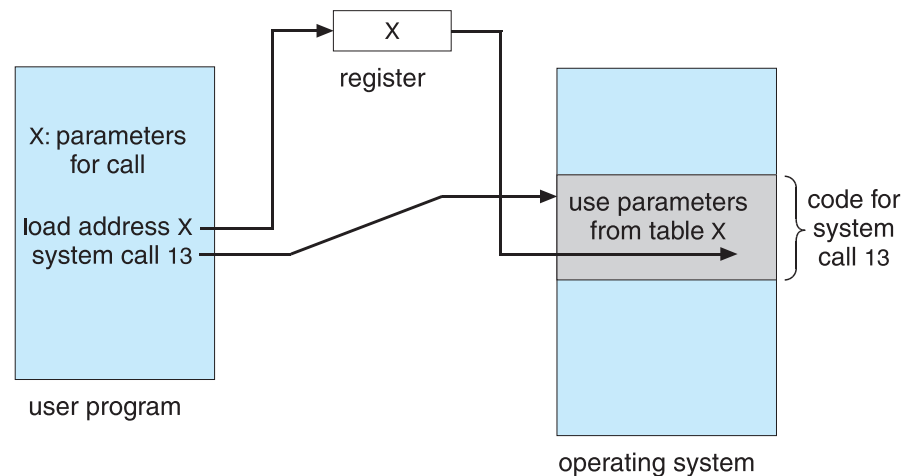 X
register
X: parameters
for call
load address X
system call 13
user program
use parameters
from table X
code for
system
call 13
operating system